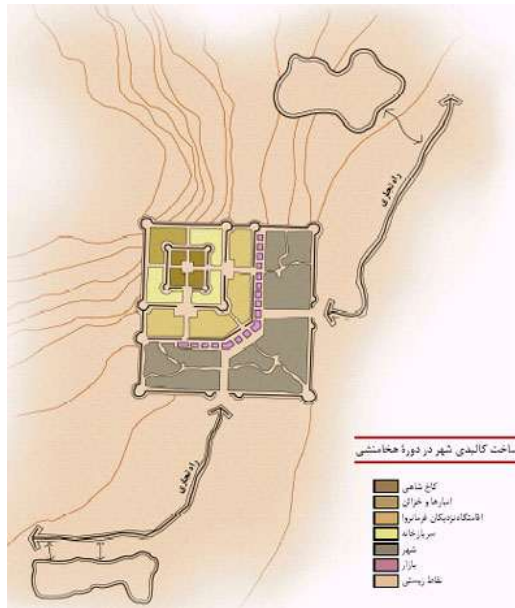 راه تجاری
راه تجاری
ساخت کالبدی شهر در دورهٔ هخامنشی
کاخ شاهی
انبارها و خزائن
اقامتگاه نزدیکان فرمانروا
سربازخانه
شهر
بازار
نقاط زیستی